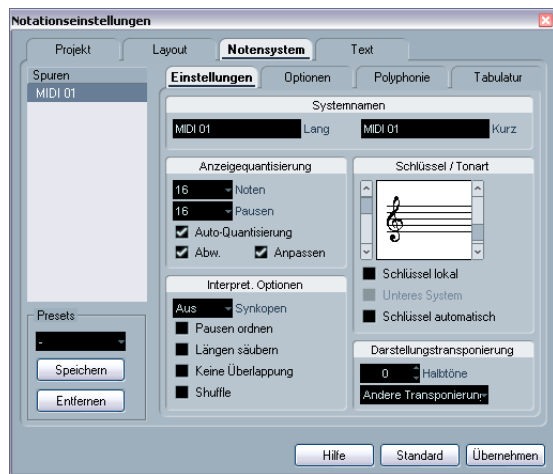 Notationseinstellungen
Projekt Layout Notensystem Text
Spuren
MIDI 01
Einstellungen Optionen Polyphonie Tabulatur
Systemnamen
MIDI 01 Lang MIDI 01 Kurz
Anzeigequantisierung
16 Noten
16 Pausen
Auto-Quantisierung
Abw. Anpassen
Schlüssel / Tonart
Schlüssel lokal
Unteres System
Schlüssel automatisch
Interpret. Optionen
Aus Synkopen
Pausen ordnen
Längen säubern
Keine Überlappung
Shuffle
Darstellungstransponierung
0 Halbtöne
Andere Transponierung
Presets
-
Speichern
Entfernen
Hilfe Standard Übernehmen